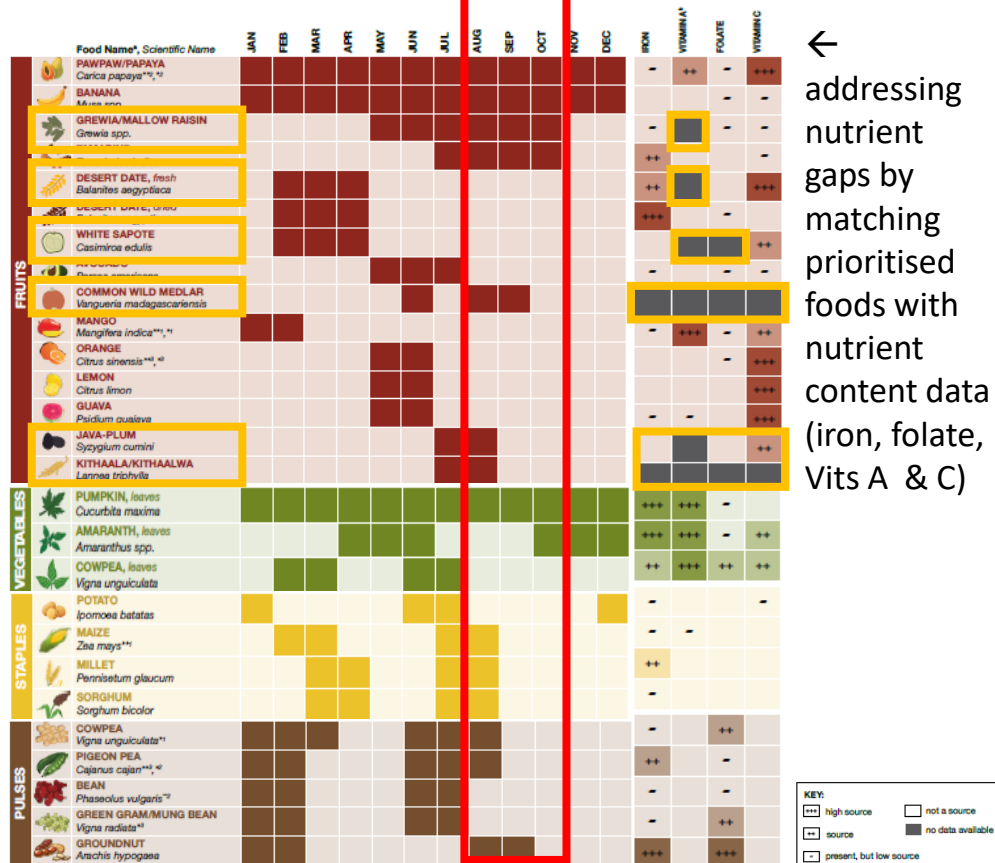 Food Name*, Scientific Name
JAN FEB MAR APR MAY JUN JUL AUG SEP OCT NOV DEC
IRON VITAMIN A FOLATE VITAMIN C
FRUITS
PAWPAW/PAPAYA - ++ - +++
Carica papaya
BANANA - -
Musa spp.
GREWIA/MALLOW RAISIN - - -
Grewia spp.
++ -
DESERT DATE, fresh ++ +++
Balanites aegyptiaca
DESERT DATE, dried +++ -
WHITE SAPOTE ++
Casimiroa edulis
AVOCADO - - - -
Persea americana
COMMON WILD MEDLAR
Vangueria madagascariensis
MANGO - +++ - ++
Mangifera indica
ORANGE - +++
Citrus sinensis
LEMON +++
Citrus limon
GUAVA - - +++
Psidium guajava
JAVA-PLUM ++
Syzygium cumini
KITHAALA/KITHAALWA
Lannea triphylla
VEGETABLES
PUMPKIN, leaves +++ +++ -
Cucurbita maxima
AMARANTH, leaves +++ +++ - ++
Amaranthus spp.
COWPEA, leaves ++ +++ ++ ++
Vigna unguiculata
STAPLES
POTATO - -
Ipomoea batatas
MAIZE - -
Zea mays
MILLET ++
Pennisetum glaucum
SORGHUM -
Sorghum bicolor
PULSES
COWPEA - ++
Vigna unguiculata
PIGEON PEA ++ -
Cajanus cajan
BEAN - -
Phaseolus vulgaris
GREEN GRAM/MUNG BEAN - ++
Vigna radiata
GROUNDNUT +++ +++
Arachis hypogaea
←
addressing
nutrient
gaps by
matching
prioritised
foods with
nutrient
content data
(iron, folate,
Vits A & C)
KEY:
+++ high source
not a source
++ source
no data available
- present, but low source